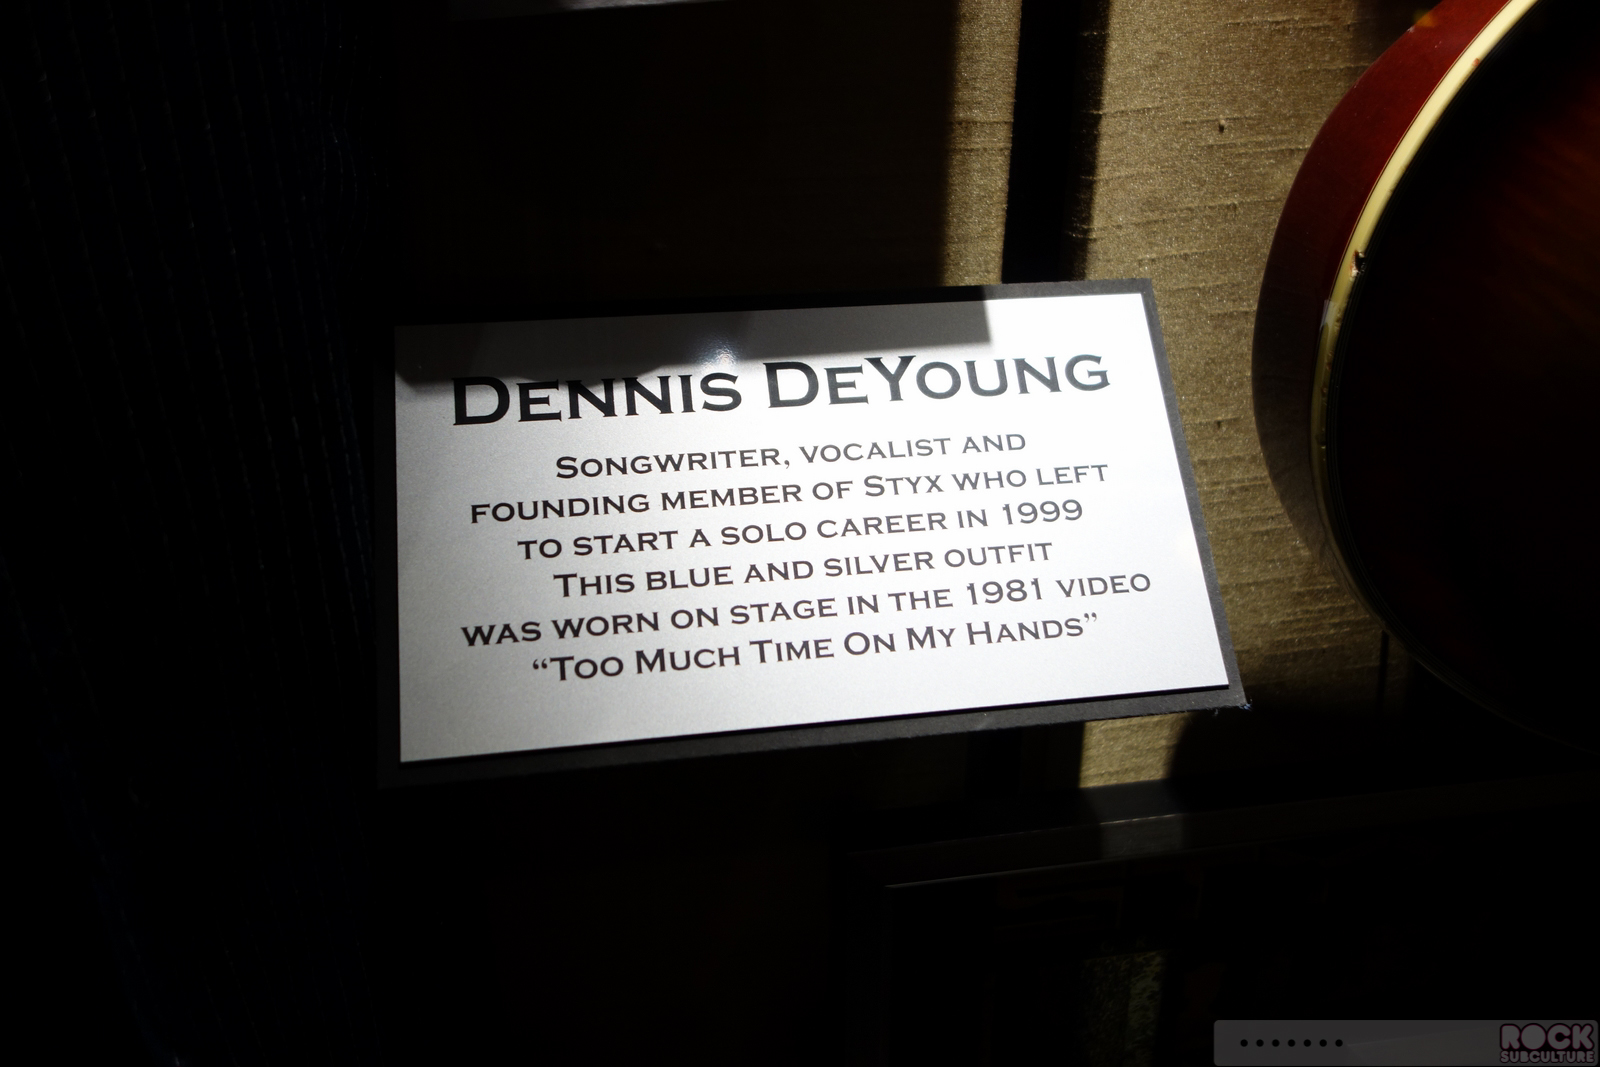 Dennis DeYoung
Songwriter, vocalist and
founding member of Styx who left
to start a solo career in 1999
This blue and silver outfit
was worn on stage in the 1981 video
“Too Much Time On My Hands”
ROCK
SUBCULTURE